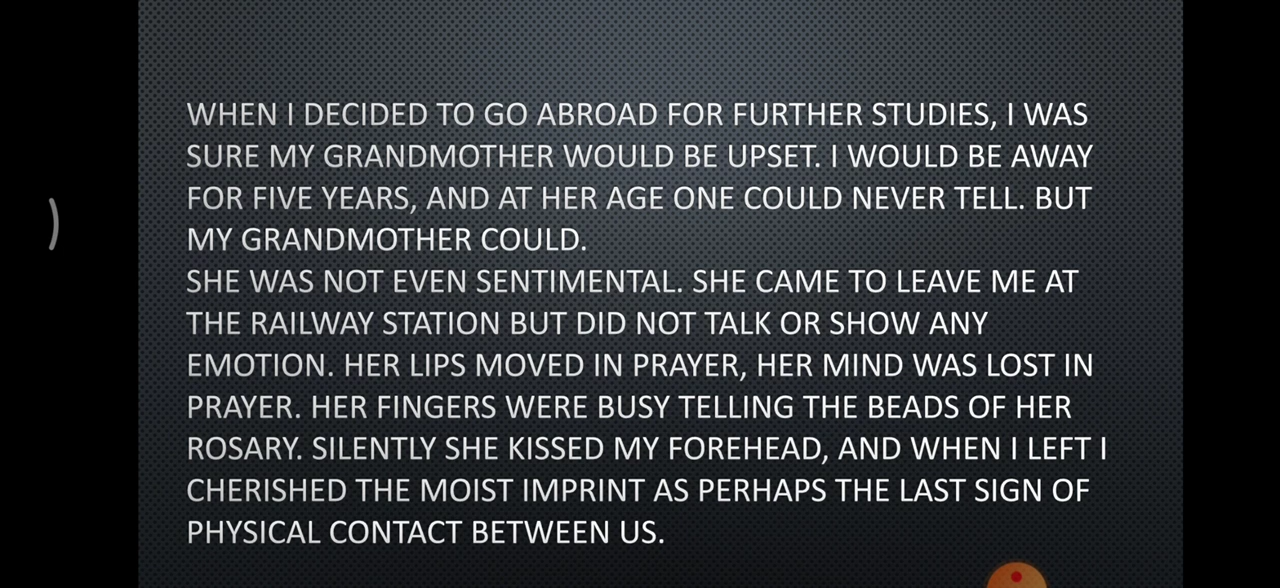 WHEN I DECIDED TO GO ABROAD FOR FURTHER STUDIES, I WAS
SURE MY GRANDMOTHER WOULD BE UPSET. I WOULD BE AWAY
FOR FIVE YEARS, AND AT HER AGE ONE COULD NEVER TELL. BUT
MY GRANDMOTHER COULD.
SHE WAS NOT EVEN SENTIMENTAL. SHE CAME TO LEAVE ME AT
THE RAILWAY STATION BUT DID NOT TALK OR SHOW ANY
EMOTION. HER LIPS MOVED IN PRAYER, HER MIND WAS LOST IN
PRAYER. HER FINGERS WERE BUSY TELLING THE BEADS OF HER
ROSARY. SILENTLY SHE KISSED MY FOREHEAD, AND WHEN I LEFT I
CHERISHED THE MOIST IMPRINT AS PERHAPS THE LAST SIGN OF
PHYSICAL CONTACT BETWEEN US.